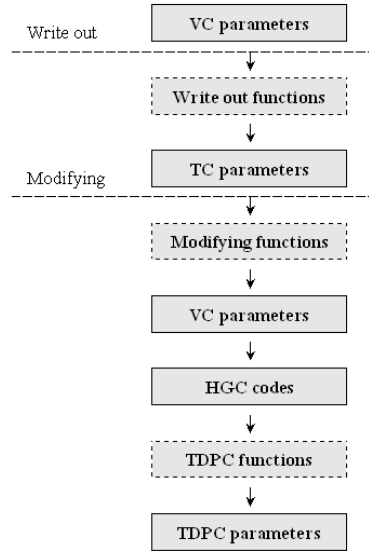 VC parameters
Write out
Write out functions
TC parameters
Modifying
Modifying functions
VC parameters
HGC codes
TDPC functions
TDPC parameters